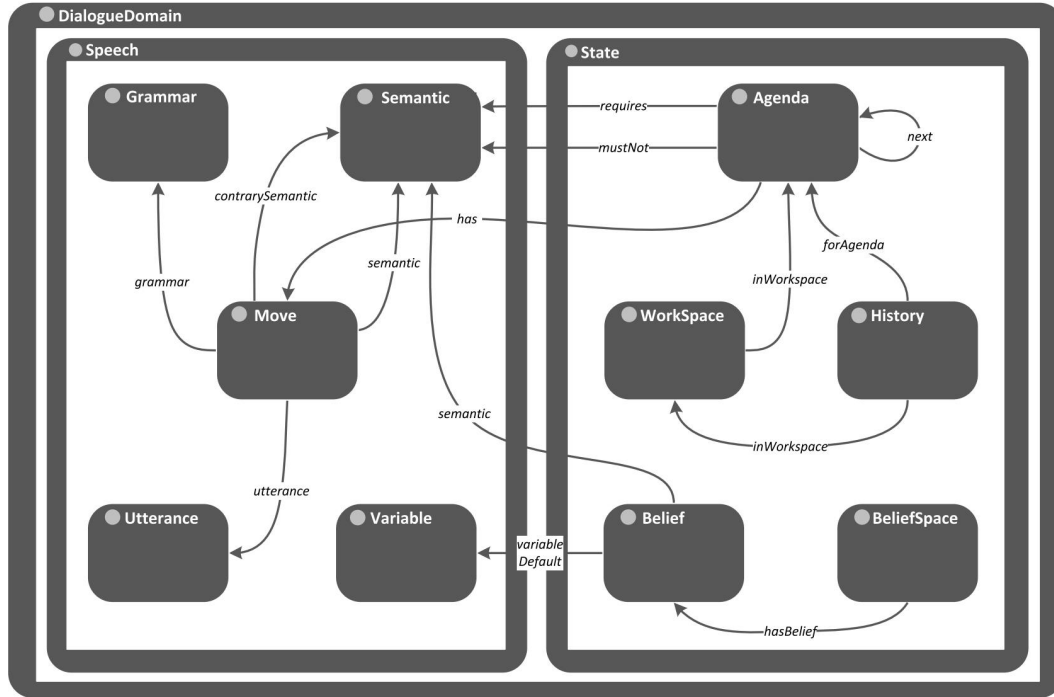 DialogueDomain
Speech
State
Grammar
Semantic
Agenda
requires
next
mustNot
contrarySemantic
has
forAgenda
semantic
grammar
inWorkspace
Move
WorkSpace
History
semantic
inWorkspace
utterance
Utterance
Variable
Belief
BeliefSpace
variable
Default
hasBelief